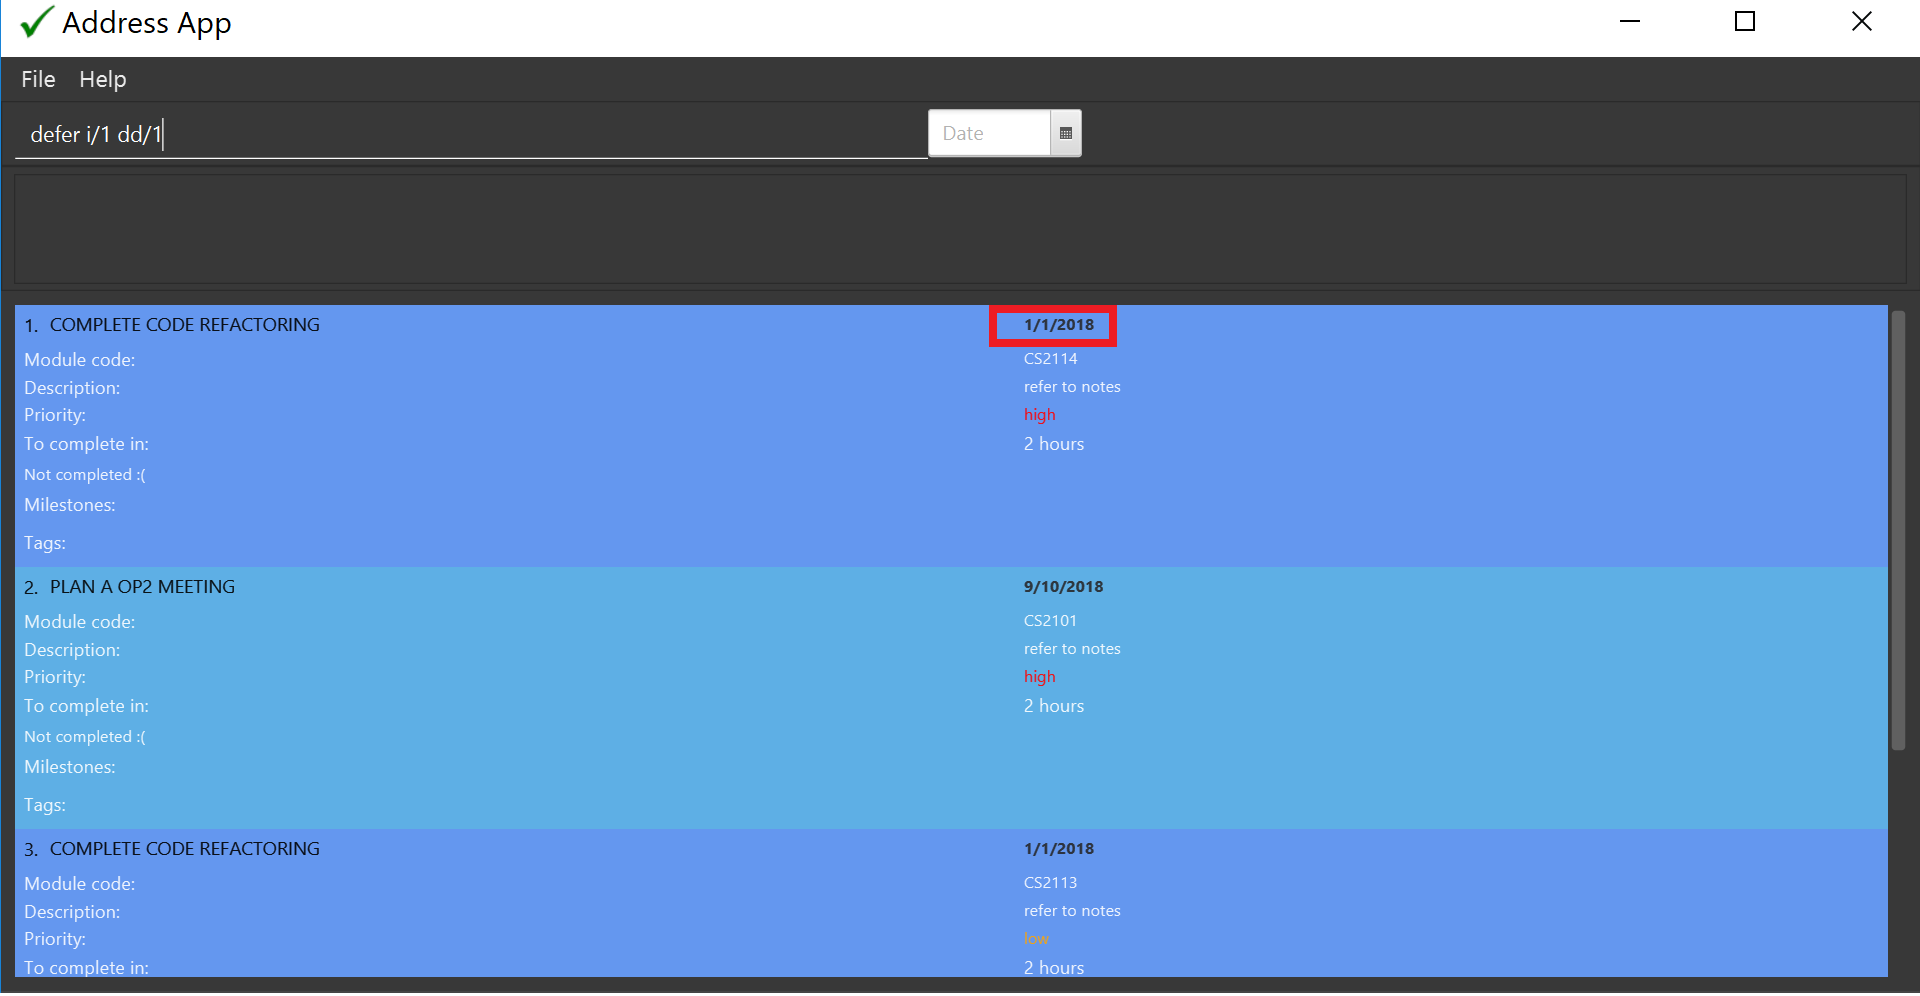 Address App
File Help
defer i/1 dd/1
Date
1. COMPLETE CODE REFACTORING 1/1/2018
Module code: CS2114
Description: refer to notes
Priority: high
To complete in: 2 hours
Not completed :(
Milestones:
Tags:
2. PLAN A OP2 MEETING 9/10/2018
Module code: CS2101
Description: refer to notes
Priority: high
To complete in: 2 hours
Not completed :(
Milestones:
Tags:
3. COMPLETE CODE REFACTORING 1/1/2018
Module code: CS2113
Description: refer to notes
Priority: low
To complete in: 2 hours